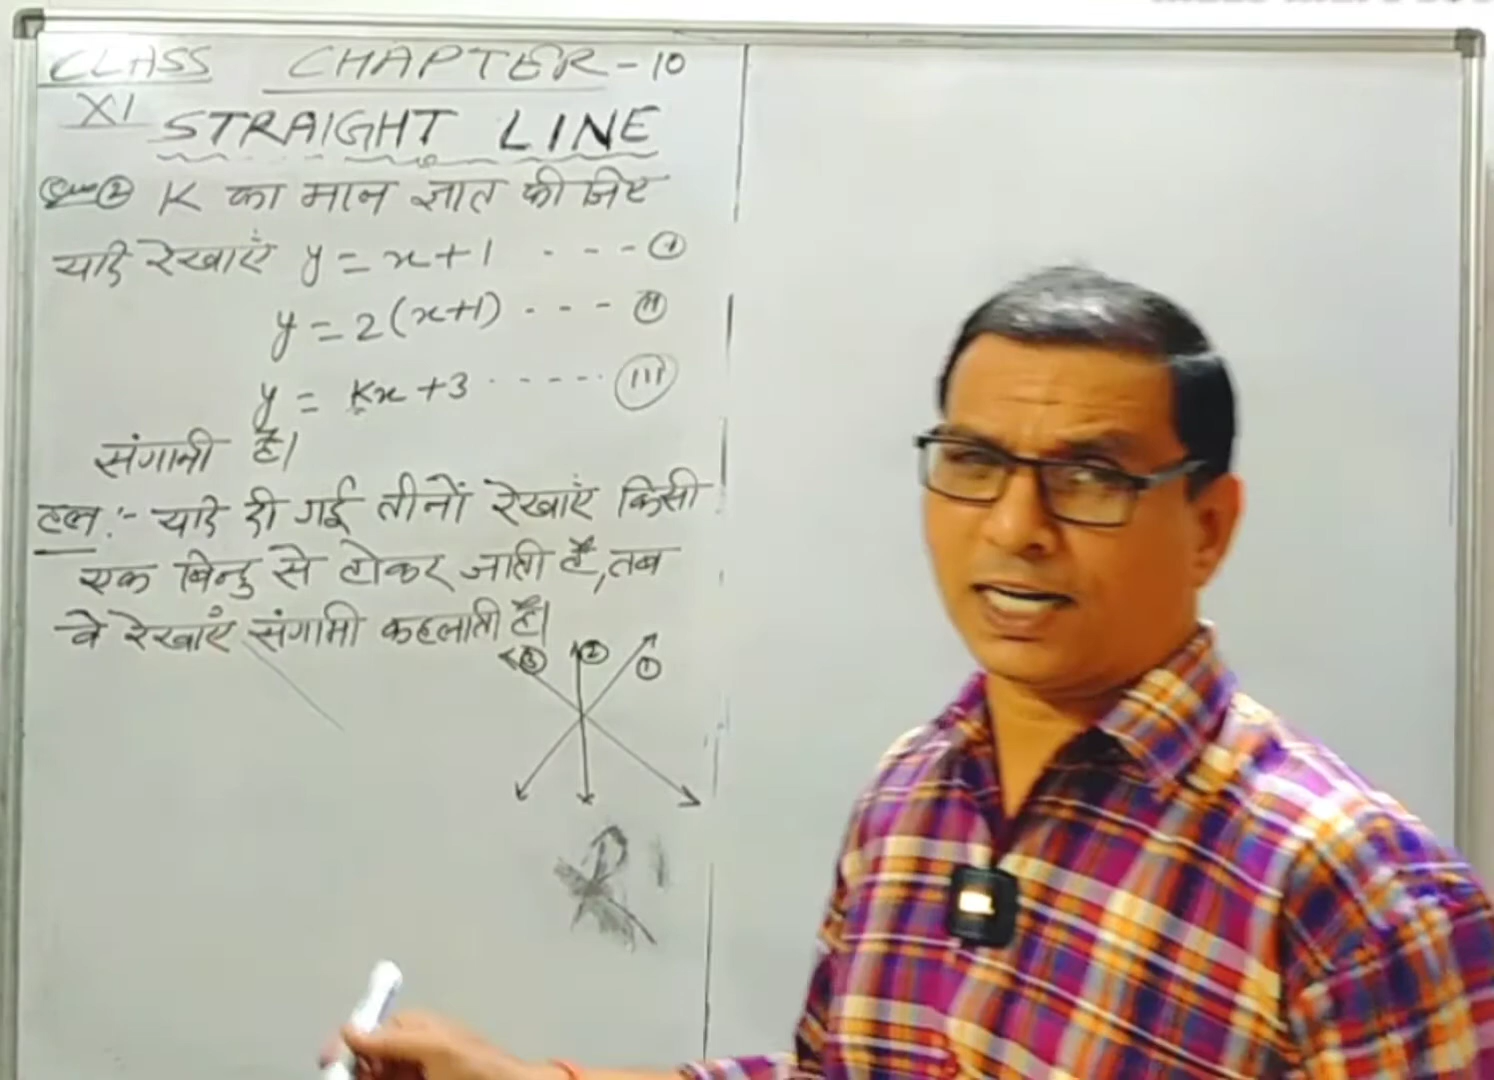 CLASS CHAPTER-10
XI STRAIGHT LINE
Que② K का मान ज्ञात कीजिए
यदि रेखाएँ y = x+1 ---- (i)
y = 2(x+1) ---- (ii)
y = Kx+3 ------ (iii)
संगामी हैं।
हल:- यदि दी गई तीनों रेखाएं किसी
एक बिन्दु से होकर जाती हैं, तब
वे रेखाएं संगामी कहलाती हैं।
③ ② ①